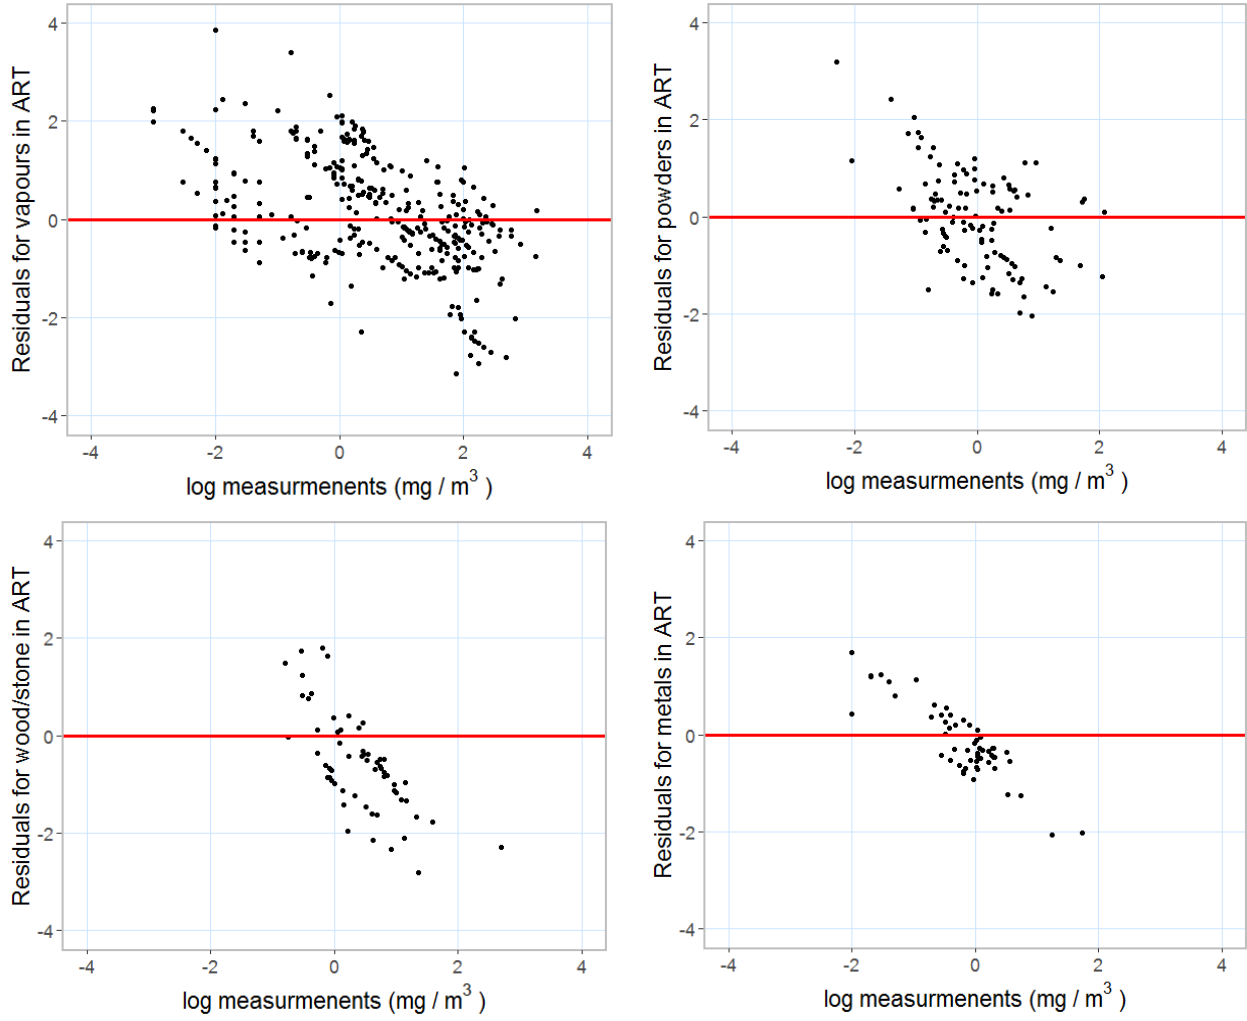 Residuals for vapours in ART
4
2
0
-2
-4
-4 -2 0 2 4
log measurmenents (mg / m³ )
Residuals for powders in ART
4
2
0
-2
-4
-4 -2 0 2 4
log measurmenents (mg / m³ )
Residuals for wood/stone in ART
4
2
0
-2
-4
-4 -2 0 2 4
log measurmenents (mg / m³ )
Residuals for metals in ART
4
2
0
-2
-4
-4 -2 0 2 4
log measurmenents (mg / m³ )